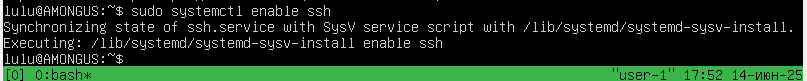 lulu@AMONGUS:~$ sudo systemctl enable ssh
Synchronizing state of ssh.service with SysV service script with /lib/systemd/systemd-sysv-install.
Executing: /lib/systemd/systemd-sysv-install enable ssh
lulu@AMONGUS:~$
[0] 0:bash* "user-1" 17:52 14-июн-25